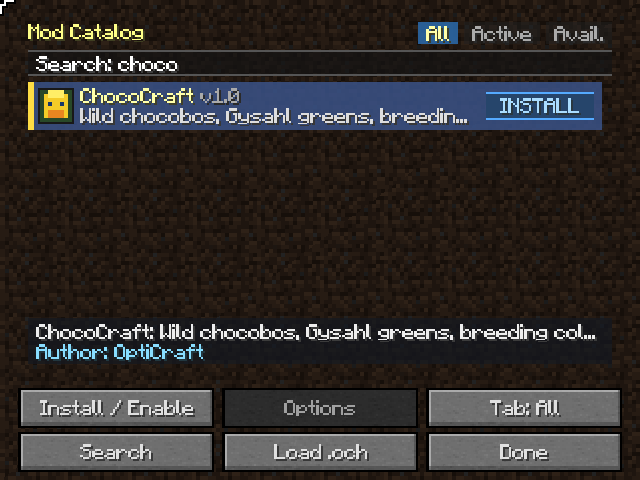 Mod Catalog
All Active Avail.
Search: choco
ChocoCraft v1.0
Wild chocobos, Gysahl greens, breedin...
INSTALL
ChocoCraft: Wild chocobos, Gysahl greens, breeding col...
Author: OptiCraft
Install / Enable Options Tab: All
Search Load .och Done